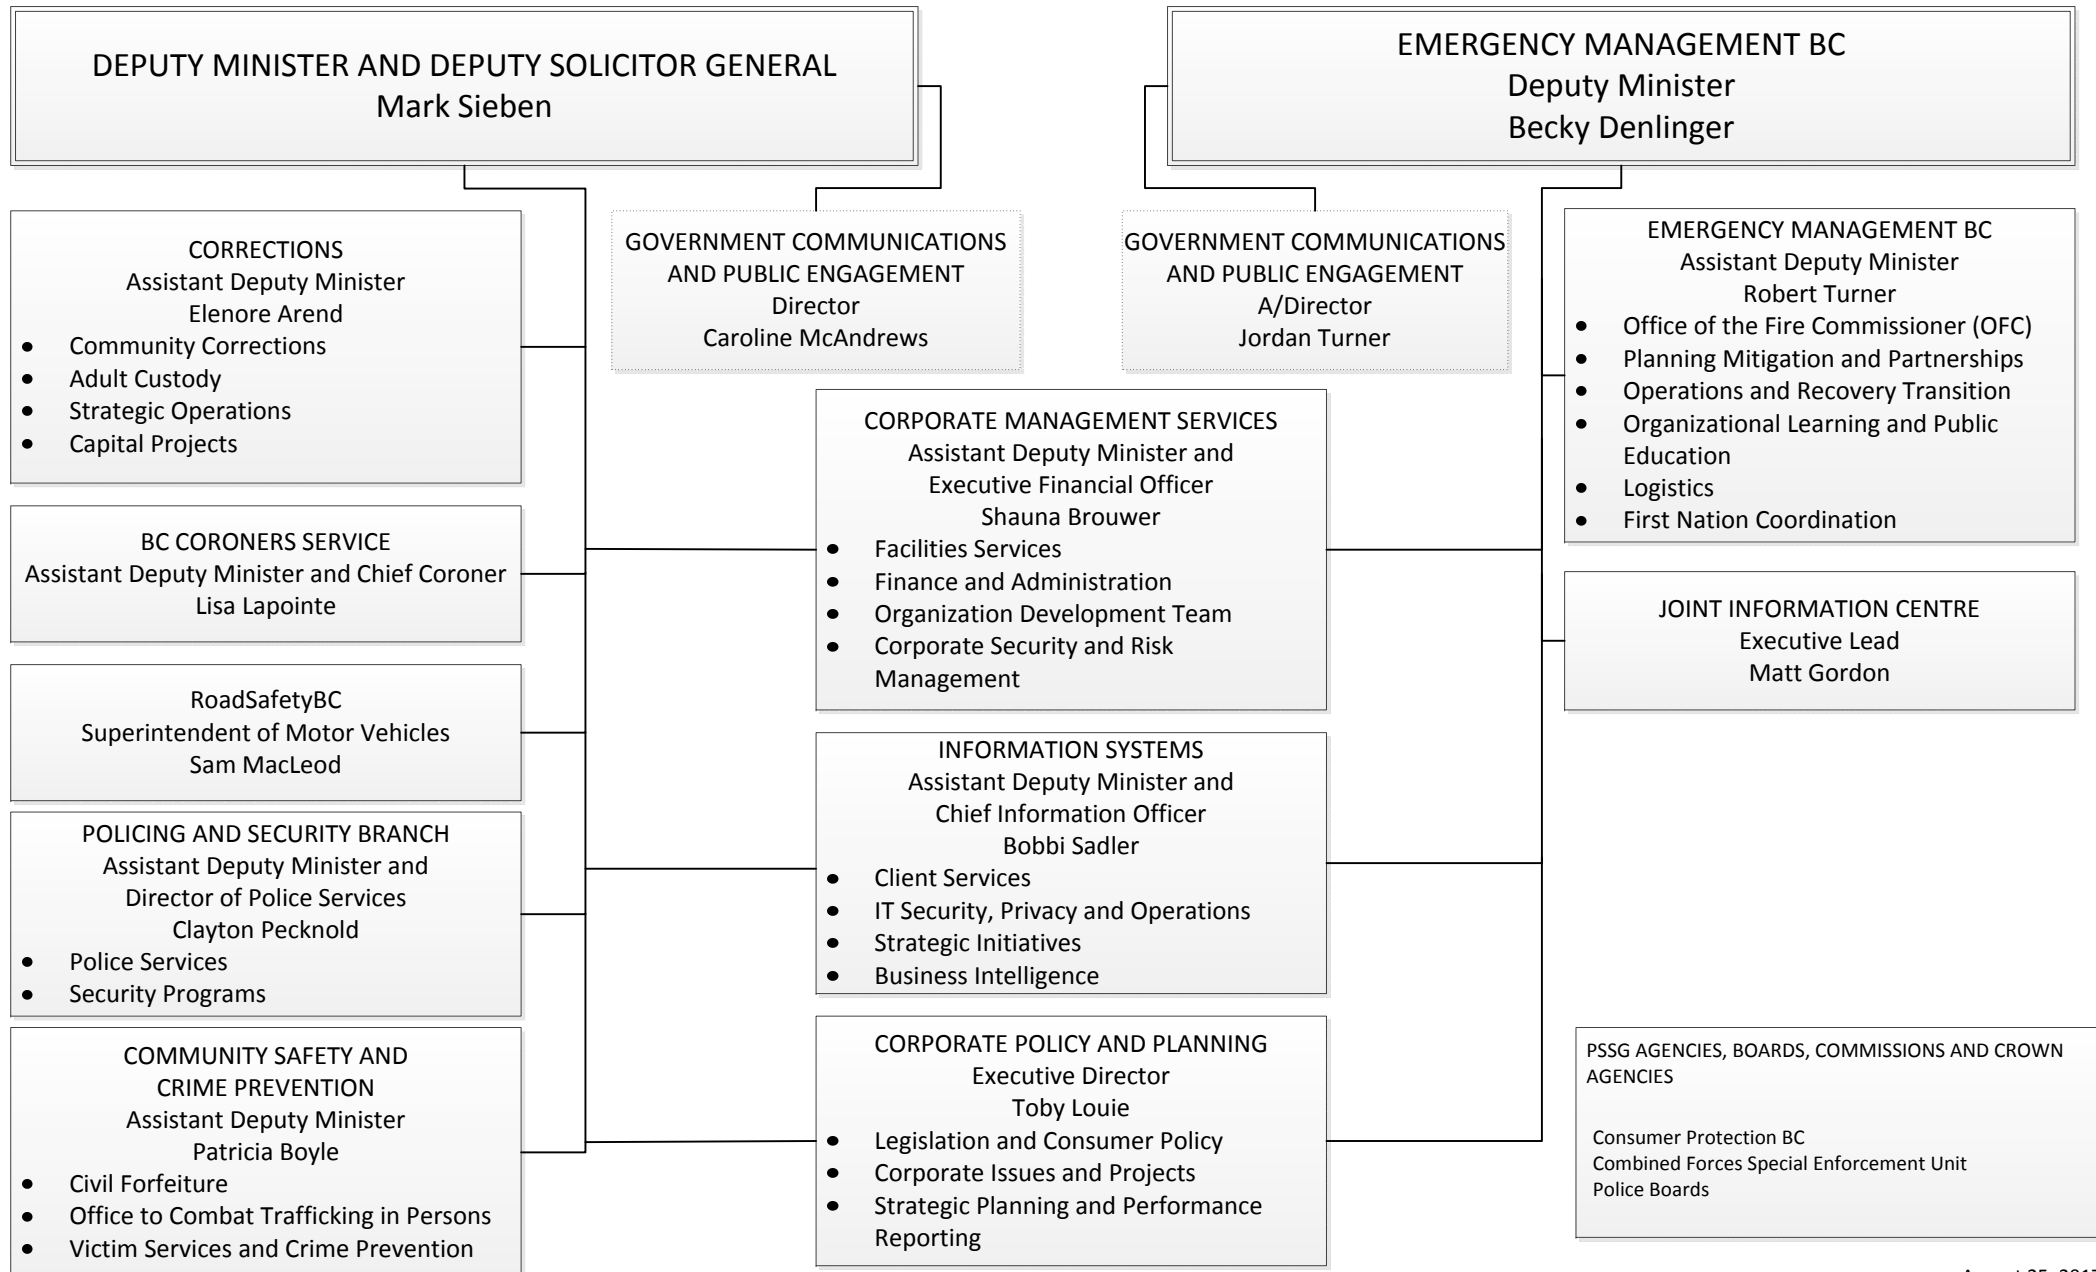 DEPUTY MINISTER AND DEPUTY SOLICITOR GENERAL
Mark Sieben
EMERGENCY MANAGEMENT BC
Deputy Minister
Becky Denlinger
CORRECTIONS
Assistant Deputy Minister
Elenore Arend
• Community Corrections
• Adult Custody
• Strategic Operations
• Capital Projects
GOVERNMENT COMMUNICATIONS
AND PUBLIC ENGAGEMENT
Director
Caroline McAndrews
GOVERNMENT COMMUNICATIONS
AND PUBLIC ENGAGEMENT
A/Director
Jordan Turner
EMERGENCY MANAGEMENT BC
Assistant Deputy Minister
Robert Turner
• Office of the Fire Commissioner (OFC)
• Planning Mitigation and Partnerships
• Operations and Recovery Transition
• Organizational Learning and Public
Education
• Logistics
• First Nation Coordination
BC CORONERS SERVICE
Assistant Deputy Minister and Chief Coroner
Lisa Lapointe
CORPORATE MANAGEMENT SERVICES
Assistant Deputy Minister and
Executive Financial Officer
Shauna Brouwer
• Facilities Services
• Finance and Administration
• Organization Development Team
• Corporate Security and Risk
Management
JOINT INFORMATION CENTRE
Executive Lead
Matt Gordon
RoadSafetyBC
Superintendent of Motor Vehicles
Sam MacLeod
INFORMATION SYSTEMS
Assistant Deputy Minister and
Chief Information Officer
Bobbi Sadler
• Client Services
• IT Security, Privacy and Operations
• Strategic Initiatives
• Business Intelligence
POLICING AND SECURITY BRANCH
Assistant Deputy Minister and
Director of Police Services
Clayton Pecknold
• Police Services
• Security Programs
COMMUNITY SAFETY AND
CRIME PREVENTION
Assistant Deputy Minister
Patricia Boyle
• Civil Forfeiture
• Office to Combat Trafficking in Persons
• Victim Services and Crime Prevention
CORPORATE POLICY AND PLANNING
Executive Director
Toby Louie
• Legislation and Consumer Policy
• Corporate Issues and Projects
• Strategic Planning and Performance
Reporting
PSSG AGENCIES, BOARDS, COMMISSIONS AND CROWN
AGENCIES
Consumer Protection BC
Combined Forces Special Enforcement Unit
Police Boards